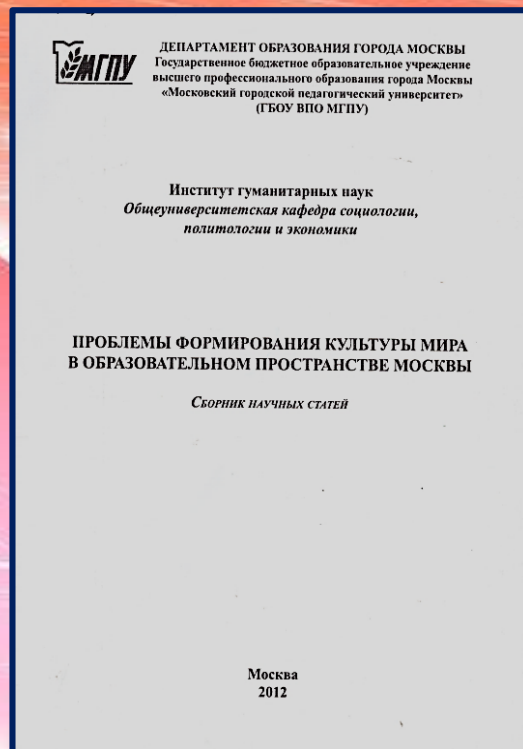 МГПУ
ДЕПАРТАМЕНТ ОБРАЗОВАНИЯ ГОРОДА МОСКВЫ
Государственное бюджетное образовательное учреждение
высшего профессионального образования города Москвы
«Московский городской педагогический университет»
(ГБОУ ВПО МГПУ)
Институт гуманитарных наук
Общеуниверситетская кафедра социологии,
политологии и экономики
ПРОБЛЕМЫ ФОРМИРОВАНИЯ КУЛЬТУРЫ МИРА
В ОБРАЗОВАТЕЛЬНОМ ПРОСТРАНСТВЕ МОСКВЫ
Сборник научных статей
Москва
2012